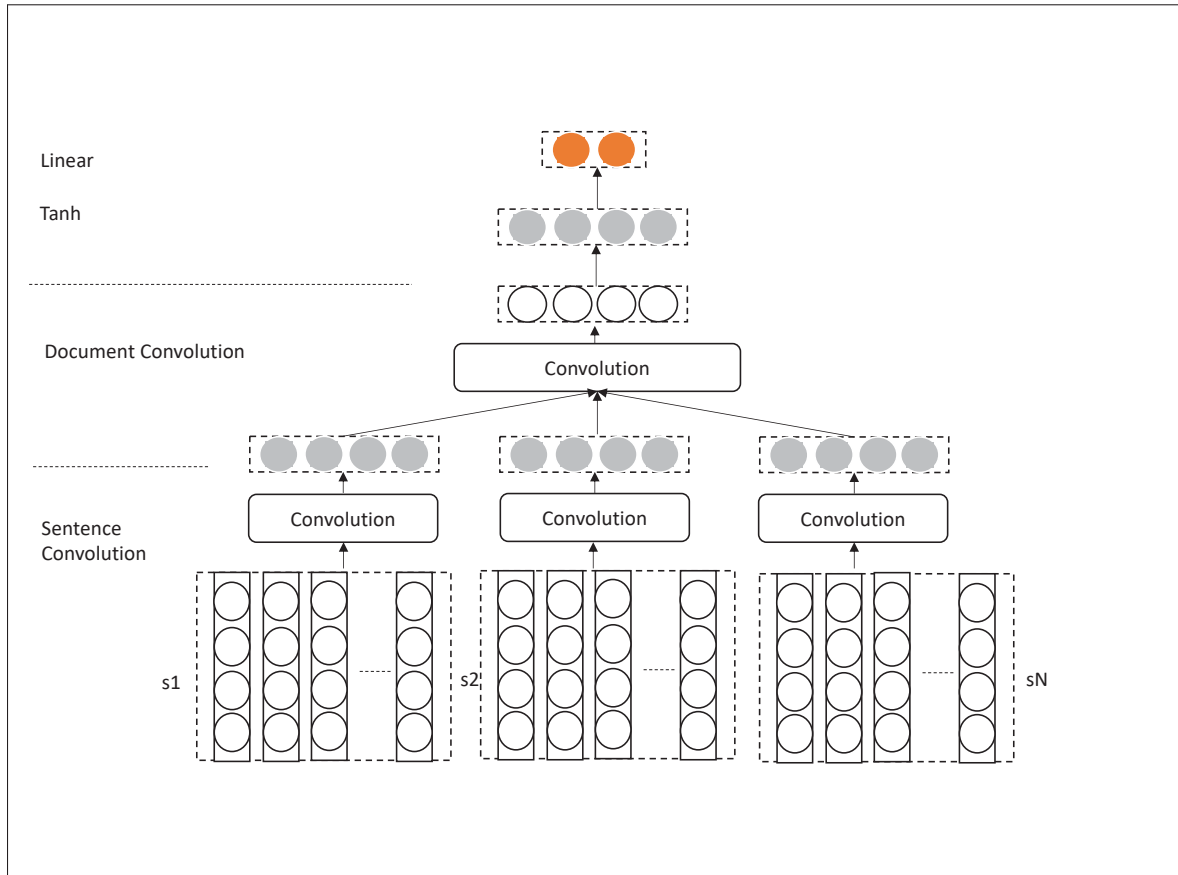 Linear
Tanh
Document Convolution
Convolution
Convolution
Convolution
Convolution
Sentence
Convolution
s1
s2
sN